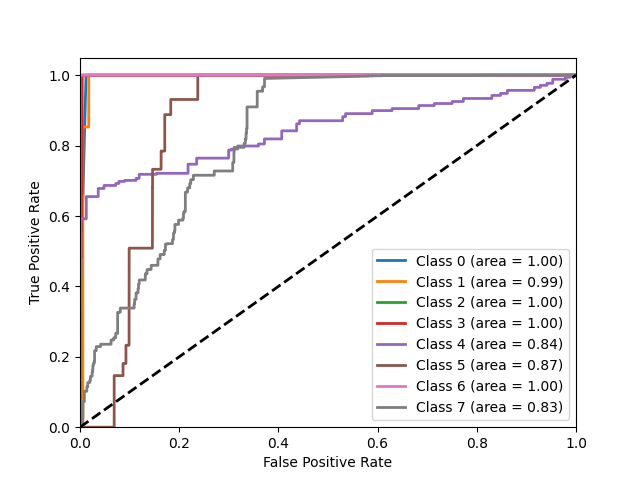 1.0
0.8
0.6
0.4
0.2
0.0
True Positive Rate
Class 0 (area = 1.00)
Class 1 (area = 0.99)
Class 2 (area = 1.00)
Class 3 (area = 1.00)
Class 4 (area = 0.84)
Class 5 (area = 0.87)
Class 6 (area = 1.00)
Class 7 (area = 0.83)
0.0 0.2 0.4 0.6 0.8 1.0
False Positive Rate